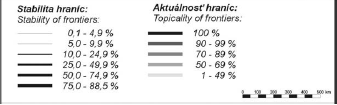 Stabilita hraníc:
Stability of frontiers:
0,1 - 4,9 %
5,0 - 9,9 %
10,0 - 24,9 %
25,0 - 49,9 %
50,0 - 74,9 %
75,0 - 88,5 %
Aktuálnosť hraníc:
Topicality of frontiers:
100 %
90 - 99 %
70 - 89 %
50 - 69 %
1 - 49 %
0 100 200 300 400 500 km